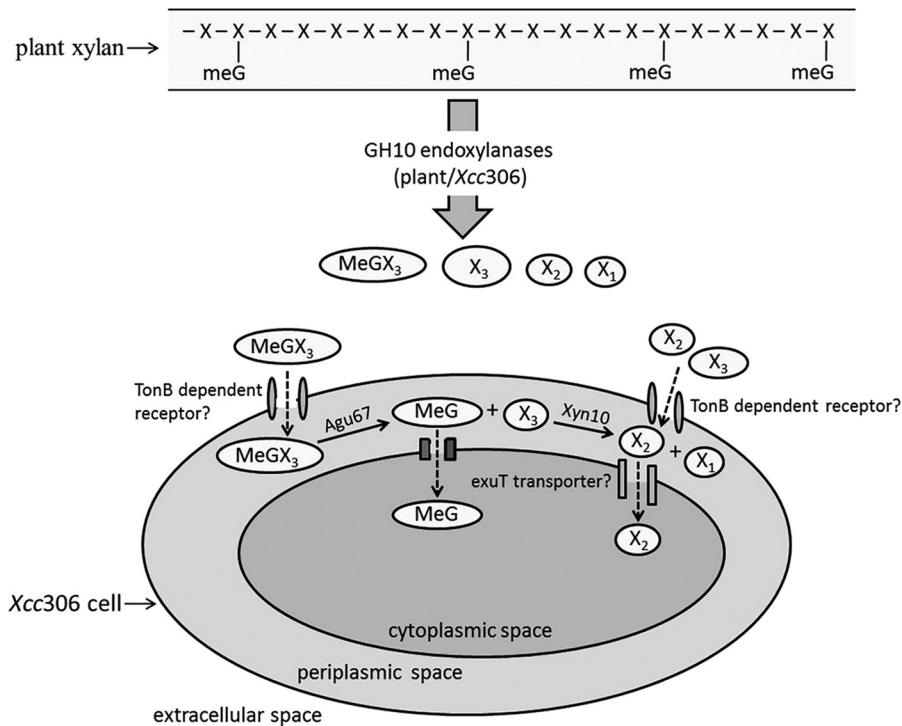 –X–X–X–X–X–X–X–X–X–X–X–X–X–X–X–X–X–X–X–X
plant xylan
meG meG meG meG
GH10 endoxylanases
(plant/Xcc306)
MeGX₃ X₃ X₂ X₁
MeGX₃
X₂
X₃
TonB dependent
receptor?
MeGX₃
Agu67
MeG + X₃
Xyn10
X₂ + X₁
TonB dependent receptor?
exuT transporter?
MeG
X₂
Xcc306 cell
cytoplasmic space
periplasmic space
extracellular space